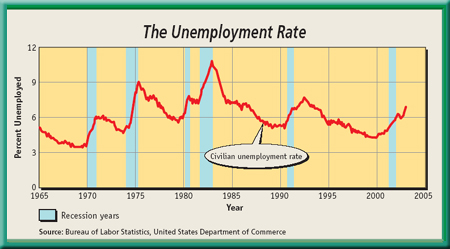 The Unemployment Rate
Percent Unemployed
12
9
6
3
0
Civilian unemployment rate
1965 1970 1975 1980 1985 1990 1995 2000 2005
Year
Recession years
Source: Bureau of Labor Statistics, United States Department of Commerce